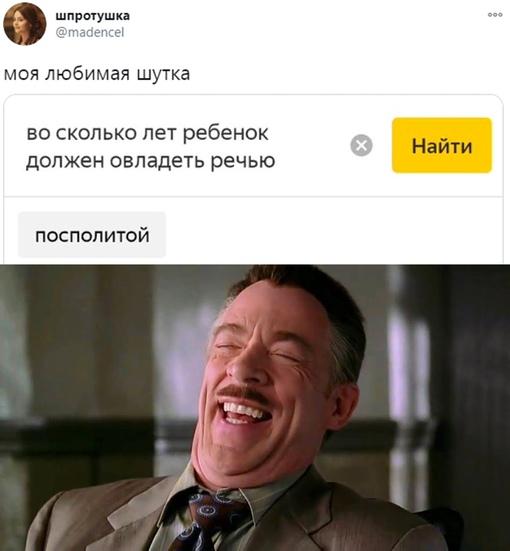 шпротушка
@madencel
моя любимая шутка
во сколько лет ребенок
должен овладеть речью
Найти
посполитой